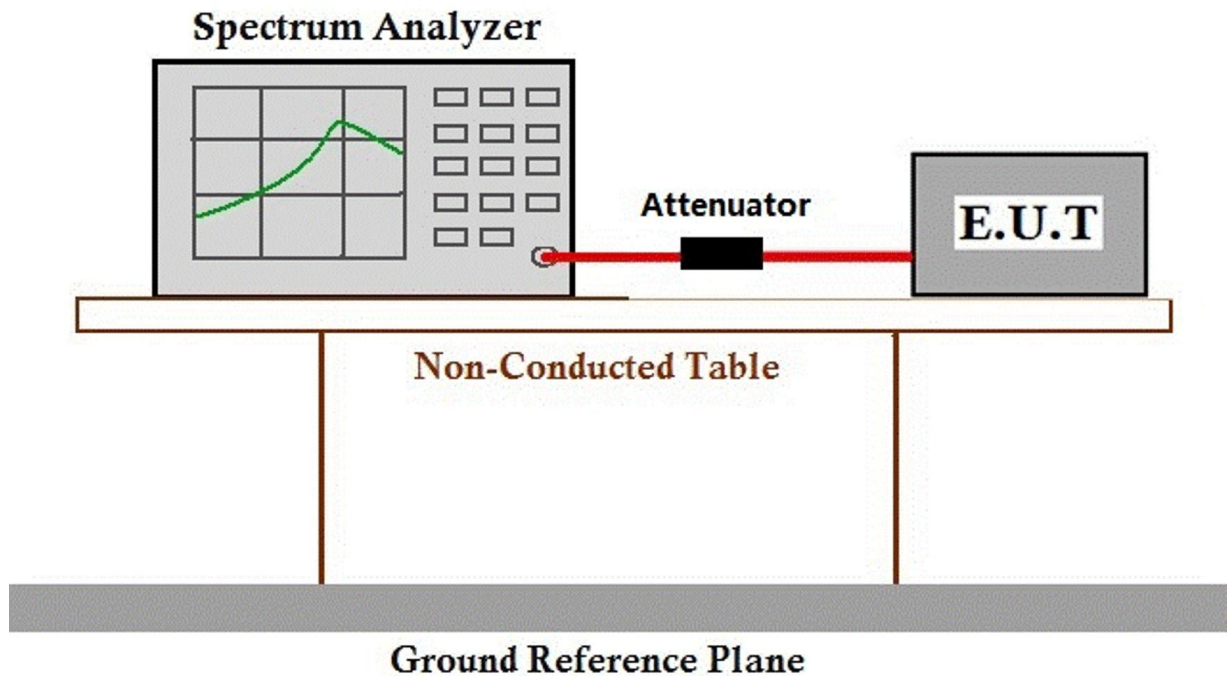 Spectrum Analyzer
Attenuator
E.U.T
Non-Conducted Table
Ground Reference Plane